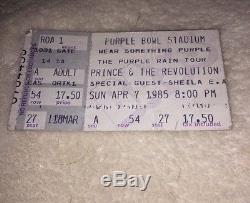 ROA 1 PURPLE BOWL STADIUM
GATE WEAR SOMETHING PURPLE
THE PURPLE RAIN TOUR
A ADULT PRINCE & THE REVOLUTION
SPECIAL GUEST-SHEILA E.
54 17.50 SUN APR 7 1985 8:00 PM
27 118MAR A 54 27 17.50